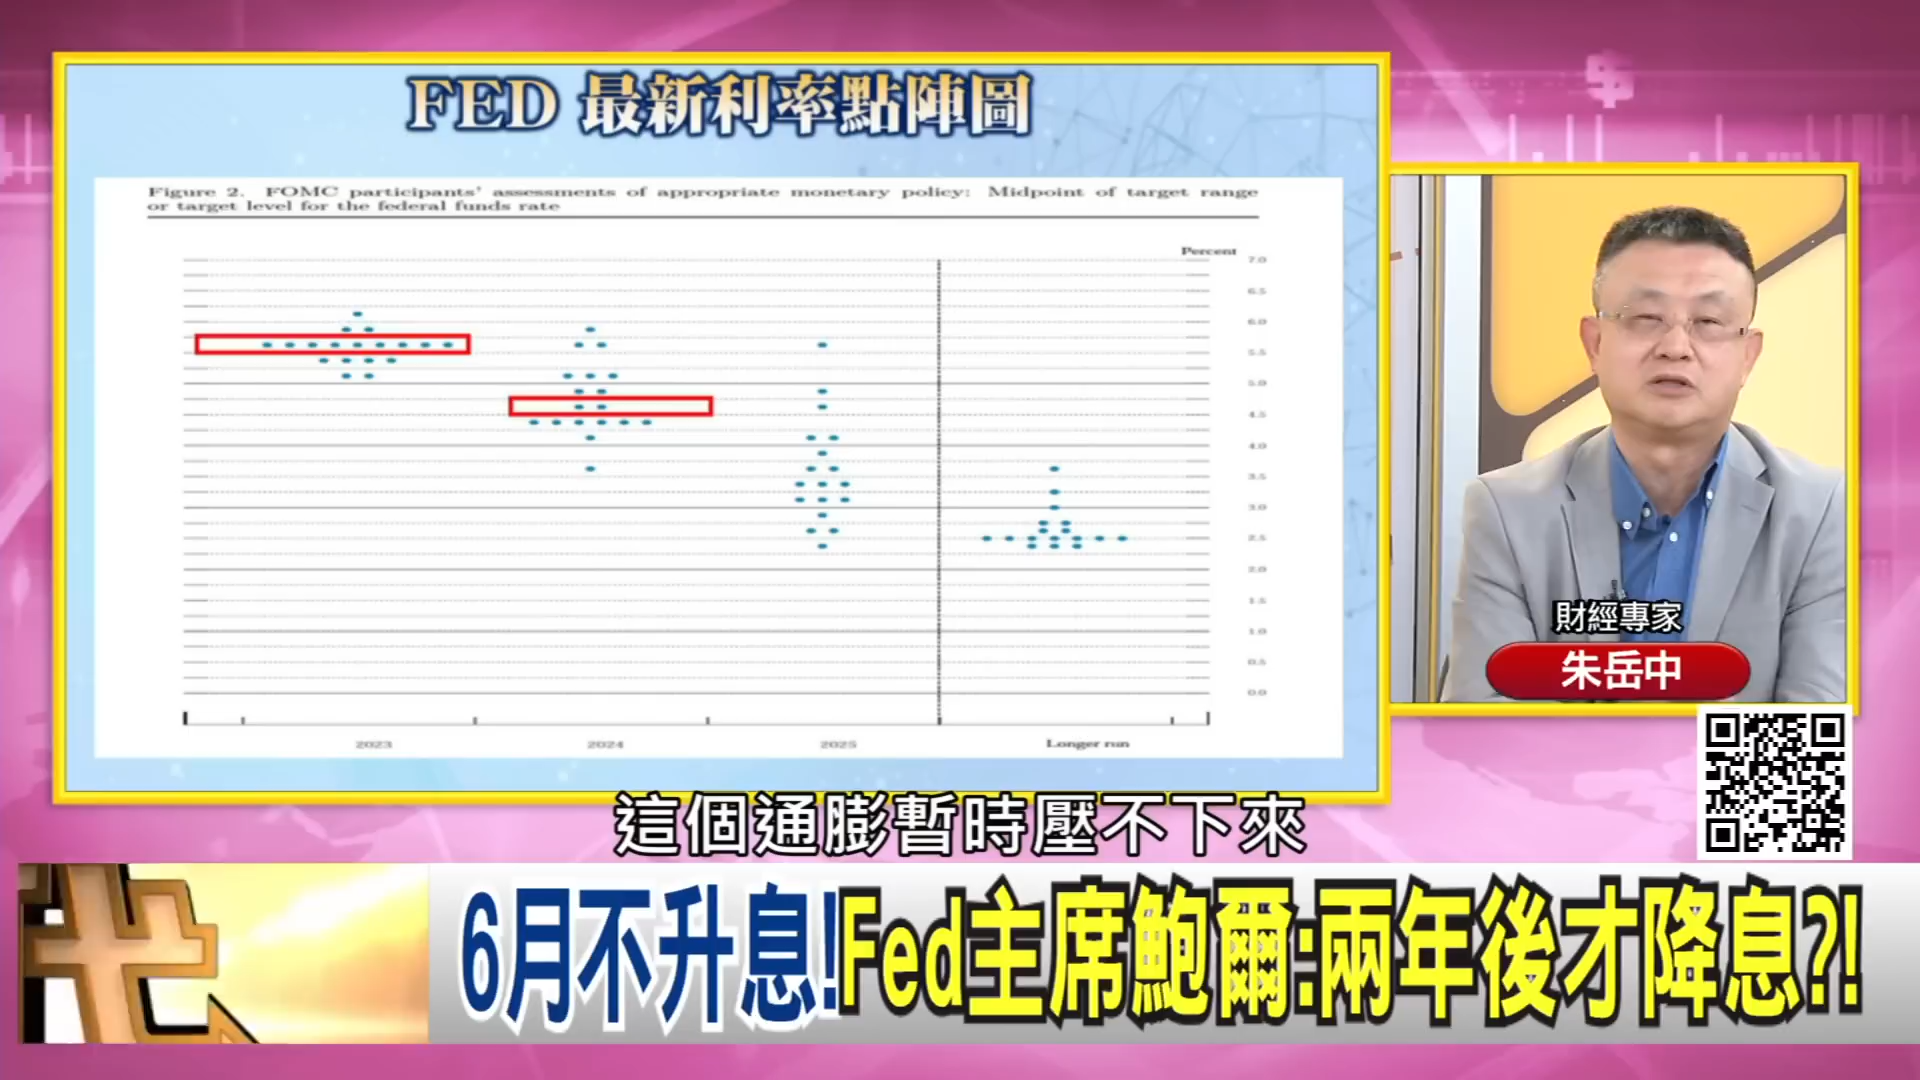 FED 最新利率點陣圖
Figure 2. FOMC participants' assessments of appropriate monetary policy: Midpoint of target range
or target level for the federal funds rate
Percent
7.0
6.5
6.0
5.5
5.0
4.5
4.0
3.5
3.0
2.5
2.0
1.5
1.0
0.5
0.0
2023
2024
2025
Longer run
財經專家
朱岳中
這個通膨暫時壓不下來
6月不升息!Fed主席鮑爾:兩年後才降息?!